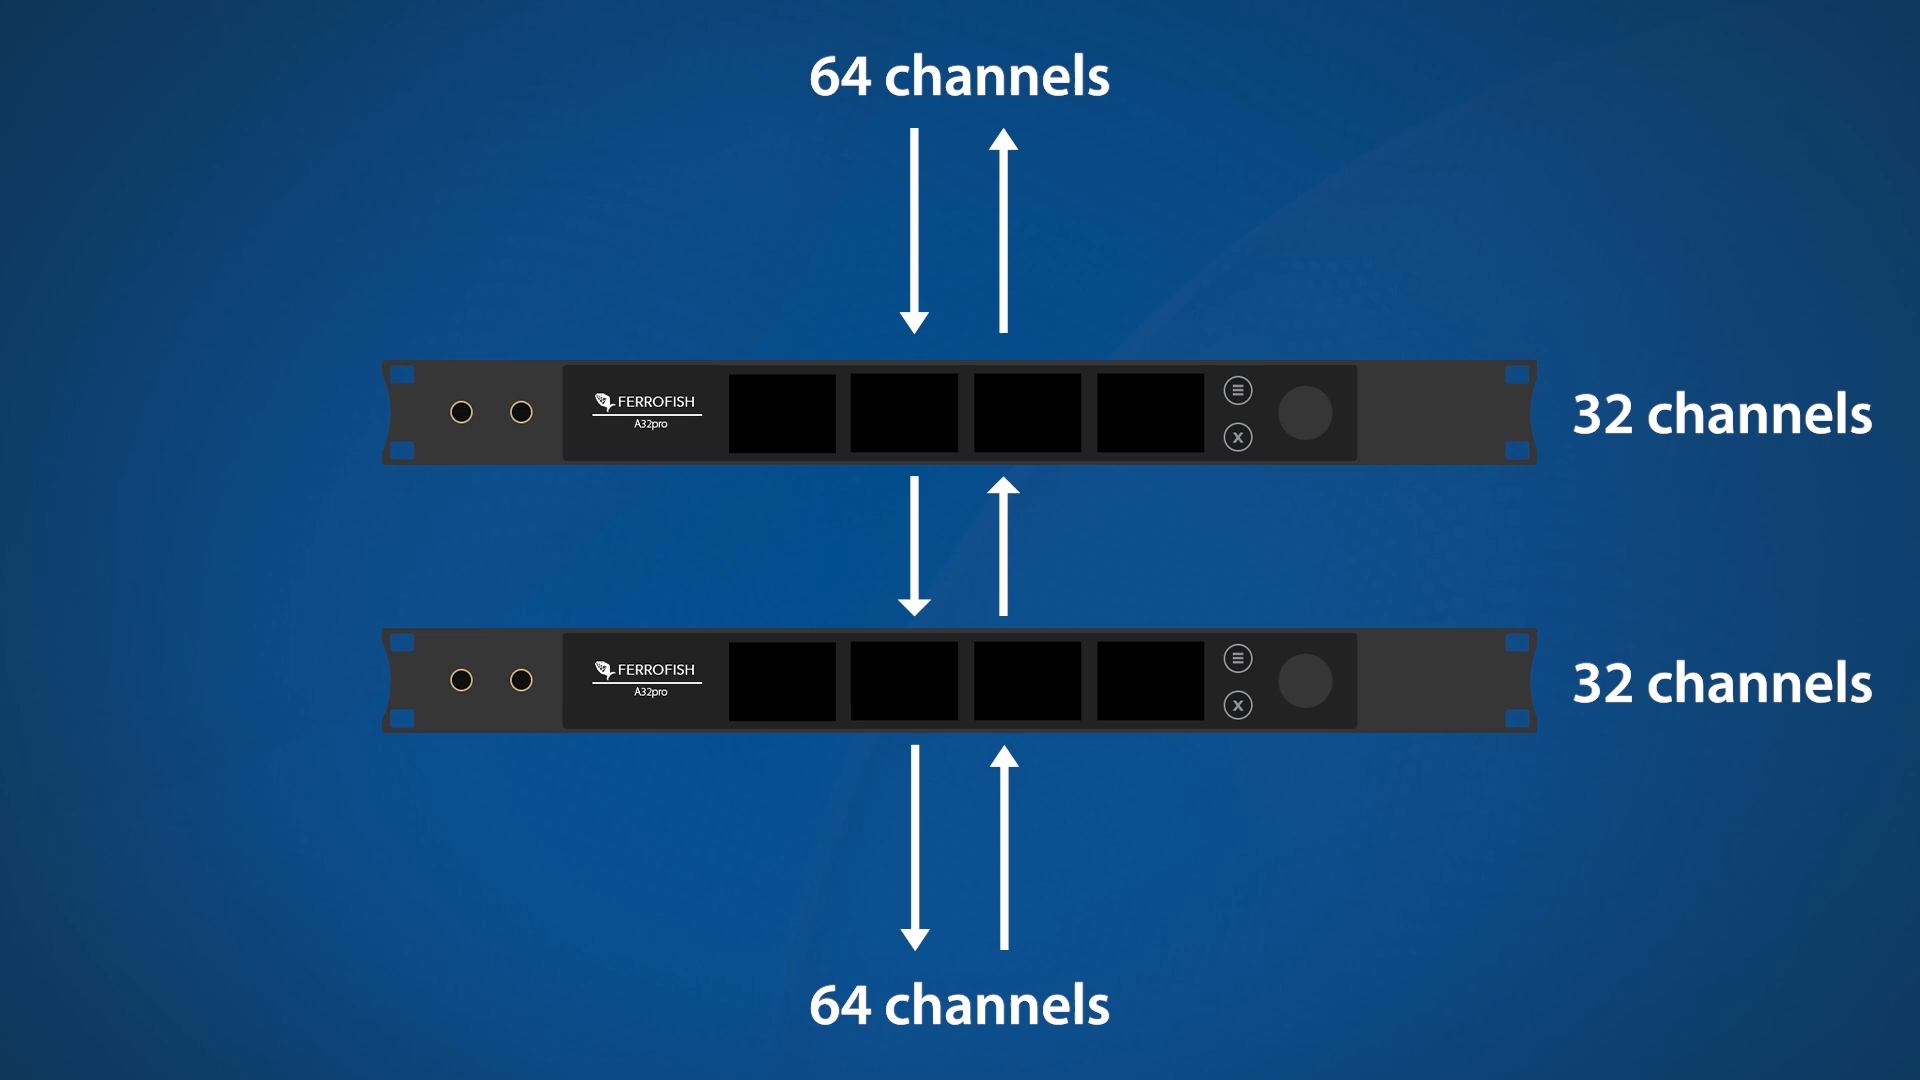 64 channels
FERROFISH
A32pro
32 channels
FERROFISH
A32pro
32 channels
64 channels